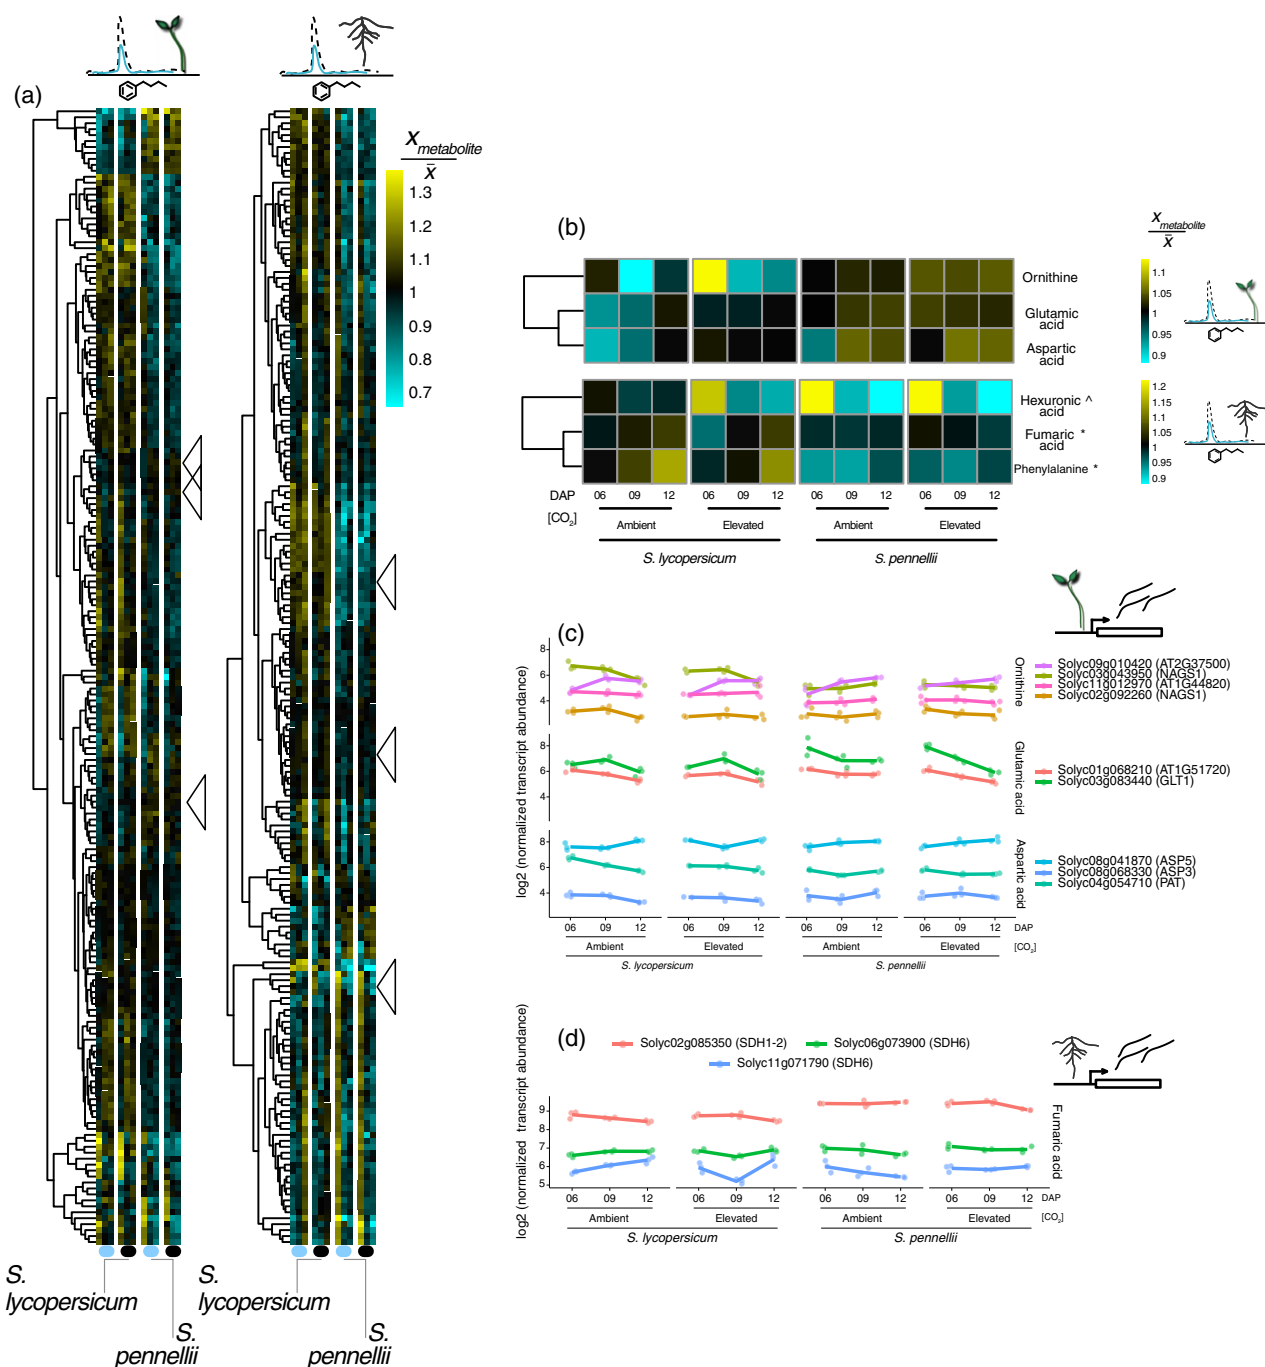 (a)
x metabolite
x̄
1.3
1.2
1.1
1
0.9
0.8
0.7
S.
lycopersicum
S.
pennellii
S.
lycopersicum
S.
pennellii
(b)
Ornithine
Glutamic
acid
Aspartic
acid
Hexuronic ^
acid
Fumaric *
acid
Phenylalanine *
DAP 06 09 12 06 09 12 06 09 12 06 09 12
[CO2] Ambient Elevated Ambient Elevated
S. lycopersicum S. pennellii
x metabolite
x̄
1.1
1.05
1
0.95
0.9
1.2
1.15
1.1
1.05
1
0.95
0.9
(c)
log2 (normalized transcript abundance)
8
6
4
8
6
4
8
6
4
Ornithine
Glutamic acid
Aspartic acid
Solyc09g010420 (AT2G37500)
Solyc03g043950 (NAGS1)
Solyc11g012970 (AT1G44820)
Solyc02g092260 (NAGS1)
Solyc01g068210 (AT1G51720)
Solyc03g083440 (GLT1)
Solyc08g041870 (ASP5)
Solyc08g068330 (ASP3)
Solyc04g054710 (PAT)
06 09 12 06 09 12 06 09 12 06 09 12 DAP
Ambient Elevated Ambient Elevated [CO2]
S. lycopersicum S. pennellii
(d)
Solyc02g085350 (SDH1-2) Solyc06g073900 (SDH6)
Solyc11g071790 (SDH6)
log2 (normalized transcript abundance)
9
8
7
6
5
Fumaric acid
06 09 12 06 09 12 06 09 12 06 09 12 DAP
Ambient Elevated Ambient Elevated [CO2]
S. lycopersicum S. pennellii